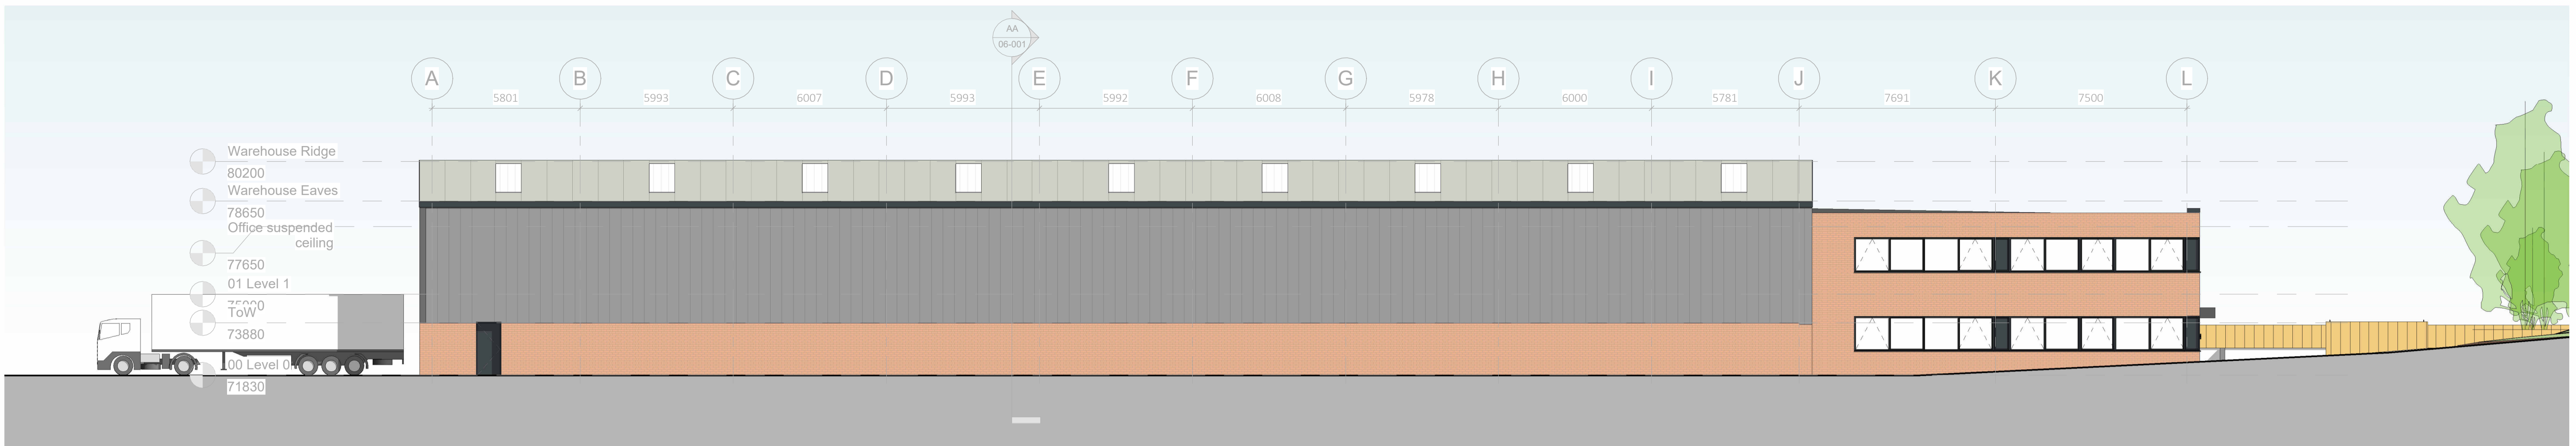 AA
06-001
A B C D E F G H I J K L
5801 5993 6007 5993 5992 6008 5978 6000 5781 7691 7500
Warehouse Ridge
80200
Warehouse Eaves
78650
Office suspended
ceiling
77650
01 Level 1
75000
ToW
73880
00 Level 0
71830